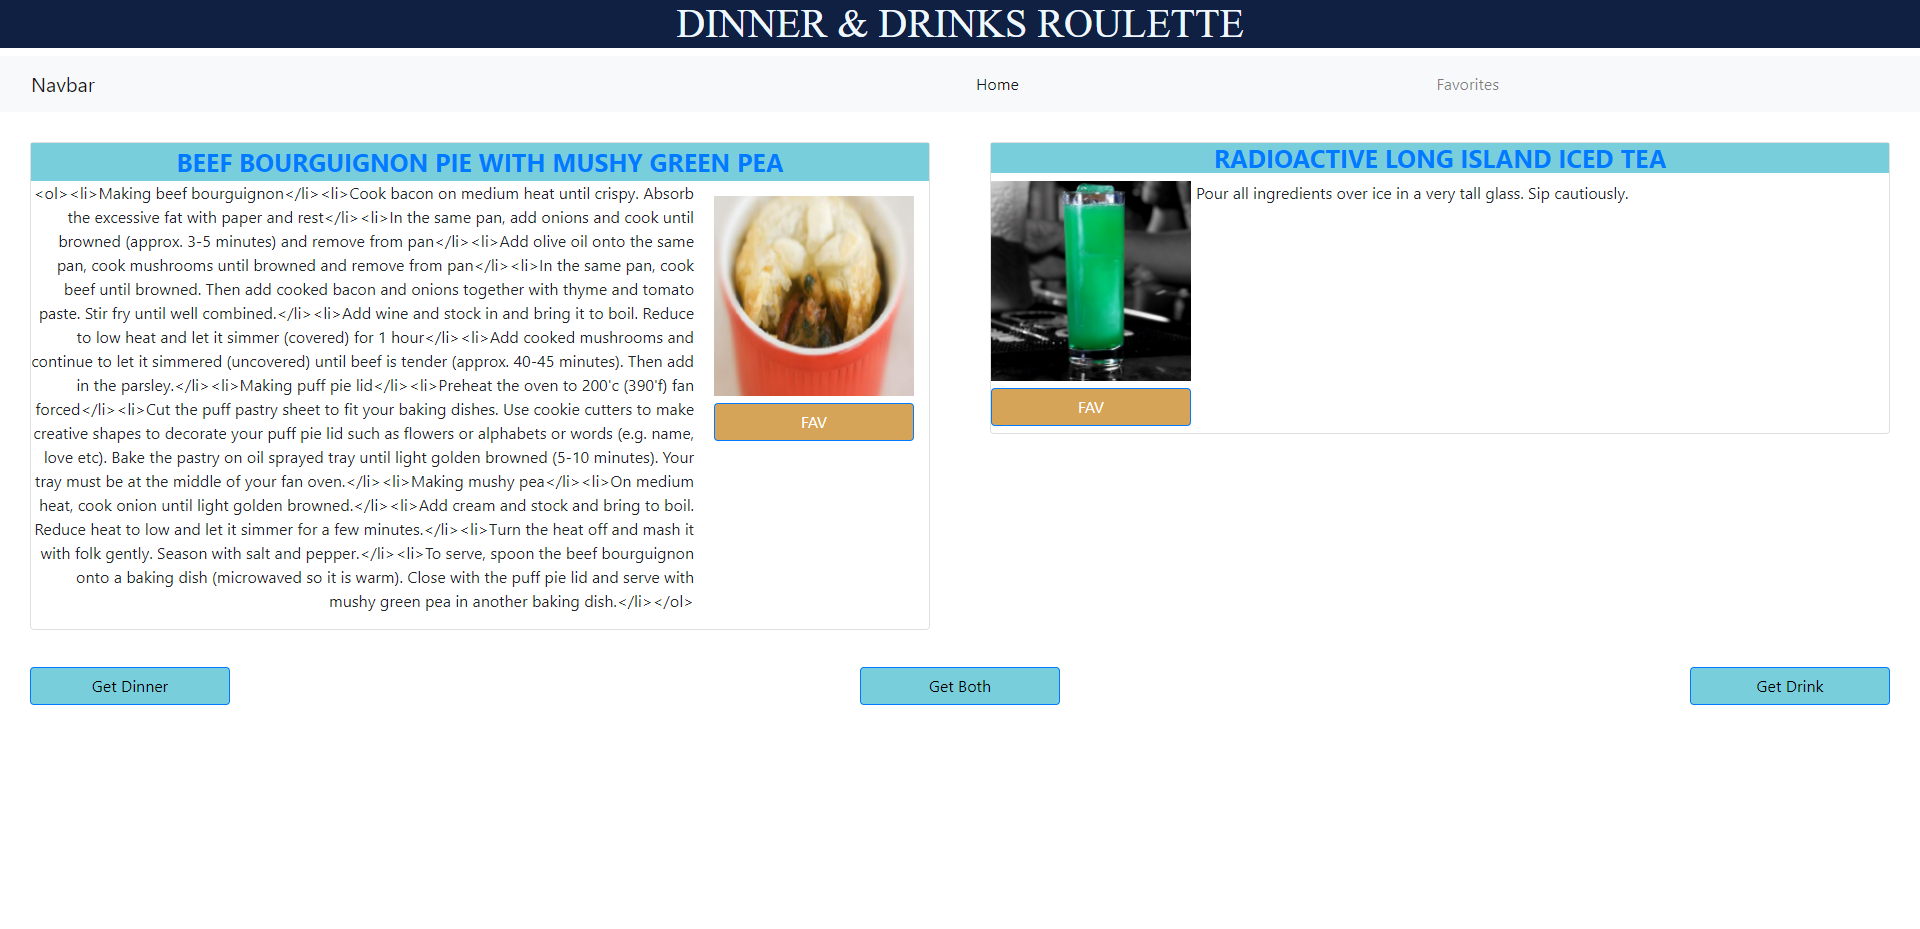 DINNER & DRINKS ROULETTE
Navbar
Home
Favorites
BEEF BOURGUIGNON PIE WITH MUSHY GREEN PEA
<ol><li>Making beef bourguignon</li><li>Cook bacon on medium heat until crispy. Absorb
the excessive fat with paper and rest</li><li>In the same pan, add onions and cook until
browned (approx. 3-5 minutes) and remove from pan</li><li>Add olive oil onto the same
pan, cook mushrooms until browned and remove from pan</li><li>In the same pan, cook
beef until browned. Then add cooked bacon and onions together with thyme and tomato
paste. Stir fry until well combined.</li><li>Add wine and stock in and bring it to boil. Reduce
to low heat and let it simmer (covered) for 1 hour</li><li>Add cooked mushrooms and
continue to let it simmered (uncovered) until beef is tender (approx. 40-45 minutes). Then add
in the parsley.</li><li>Making puff pie lid</li><li>Preheat the oven to 200'c (390'f) fan
forced</li><li>Cut the puff pastry sheet to fit your baking dishes. Use cookie cutters to make
creative shapes to decorate your puff pie lid such as flowers or alphabets or words (e.g. name,
love etc). Bake the pastry on oil sprayed tray until light golden browned (5-10 minutes). Your
tray must be at the middle of your fan oven.</li><li>Making mushy pea</li><li>On medium
heat, cook onion until light golden browned.</li><li>Add cream and stock and bring to boil.
Reduce heat to low and let it simmer for a few minutes.</li><li>Turn the heat off and mash it
with folk gently. Season with salt and pepper.</li><li>To serve, spoon the beef bourguignon
onto a baking dish (microwaved so it is warm). Close with the puff pie lid and serve with
mushy green pea in another baking dish.</li></ol>
FAV
RADIOACTIVE LONG ISLAND ICED TEA
Pour all ingredients over ice in a very tall glass. Sip cautiously.
FAV
Get Dinner
Get Both
Get Drink